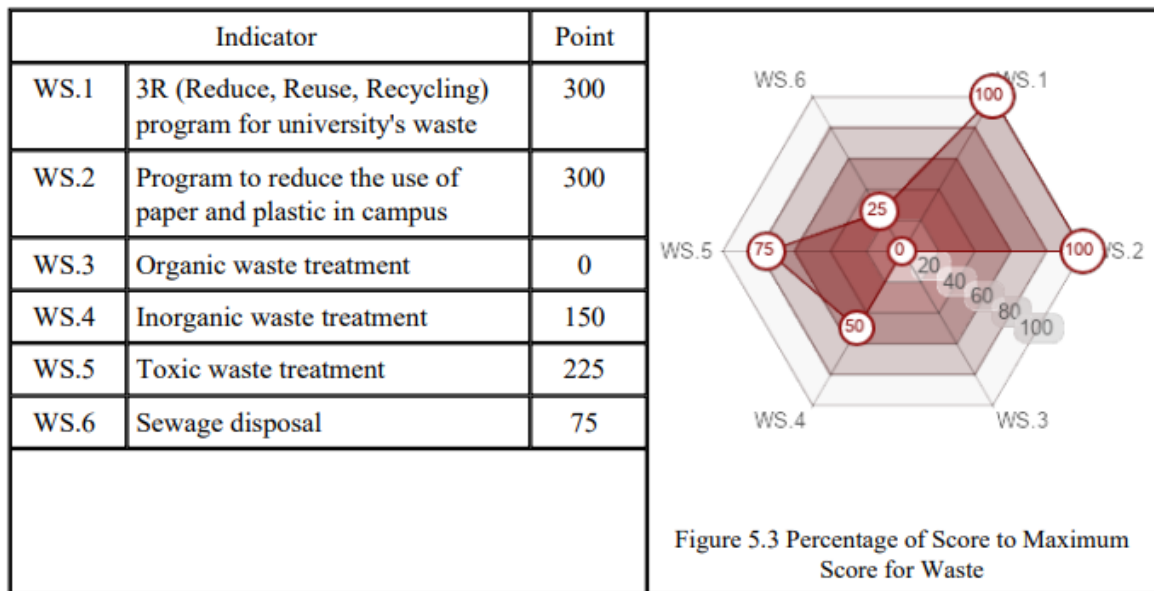 Indicator Point
WS.1 3R (Reduce, Reuse, Recycling) 300
program for university's waste
WS.2 Program to reduce the use of 300
paper and plastic in campus
WS.3 Organic waste treatment 0
WS.4 Inorganic waste treatment 150
WS.5 Toxic waste treatment 225
WS.6 Sewage disposal 75
WS.6 WS.1
100
25
WS.5 75 0 100 WS.2
20
40
60
50 80
100
WS.4 WS.3
Figure 5.3 Percentage of Score to Maximum
Score for Waste